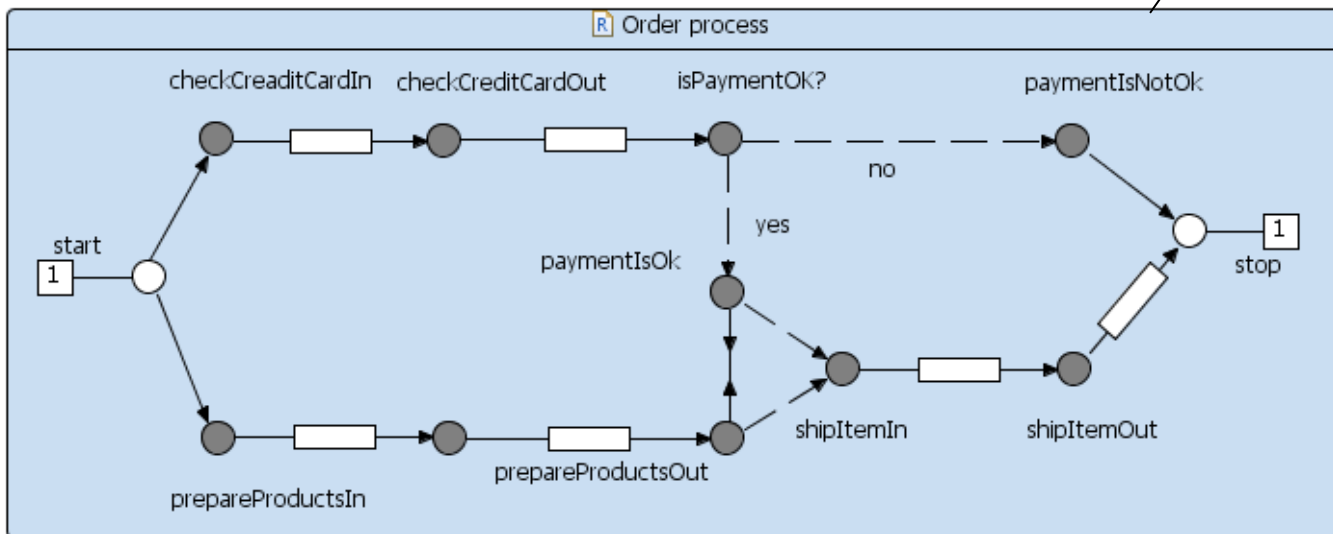 R Order process
checkCreaditCardIn checkCreditCardOut isPaymentOK? paymentIsNotOk
no
yes
start
1
1
stop
paymentIsOk
shipItemIn shipItemOut
prepareProductsOut
prepareProductsIn